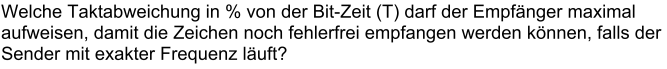 Welche Taktabweichung in % von der Bit-Zeit (T) darf der Empfänger maximal
aufweisen, damit die Zeichen noch fehlerfrei empfangen werden können, falls der
Sender mit exakter Frequenz läuft?